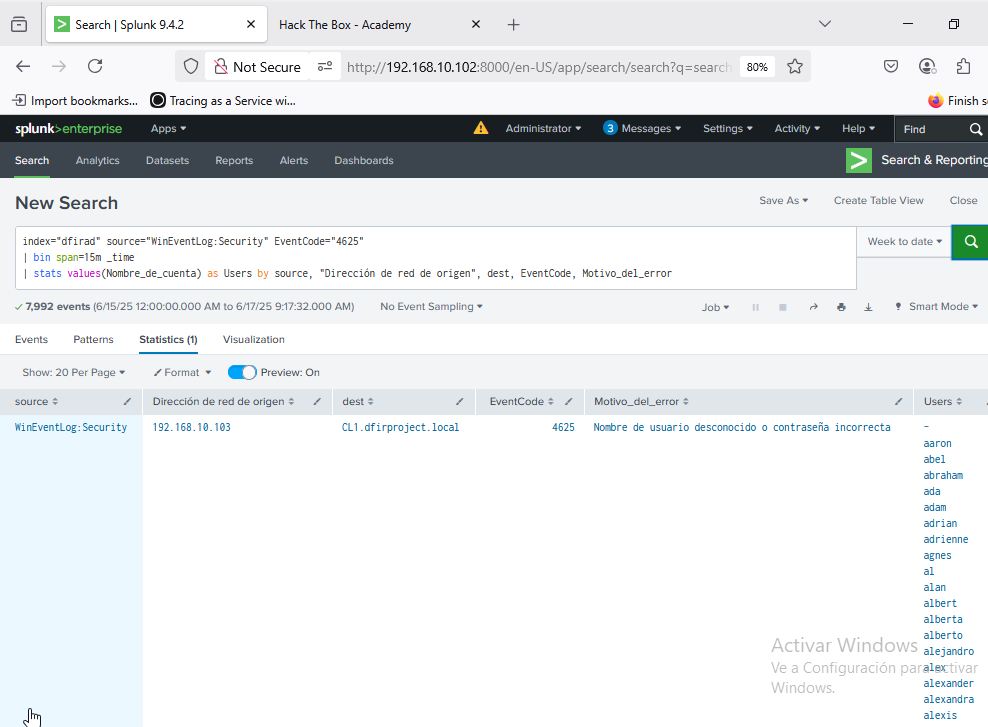 Search | Splunk 9.4.2
Hack The Box - Academy
Not Secure
http://192.168.10.102:8000/en-US/app/search/search?q=search
80%
Import bookmarks...
Tracing as a Service wi...
Finish s
splunk>enterprise
Apps
Administrator
3 Messages
Settings
Activity
Help
Find
Search
Analytics
Datasets
Reports
Alerts
Dashboards
Search & Reporting
New Search
Save As
Create Table View
Close
index="dfirad" source="WinEventLog:Security" EventCode="4625"
| bin span=15m _time
| stats values(Nombre_de_cuenta) as Users by source, "Dirección de red de origen", dest, EventCode, Motivo_del_error
Week to date
7,992 events (6/15/25 12:00:00.000 AM to 6/17/25 9:17:32.000 AM)
No Event Sampling
Job
Smart Mode
Events
Patterns
Statistics (1)
Visualization
Show: 20 Per Page
Format
Preview: On
source
Dirección de red de origen
dest
EventCode
Motivo_del_error
Users
WinEventLog:Security
192.168.10.103
CL1.dfirproject.local
4625
Nombre de usuario desconocido o contraseña incorrecta
-
aaron
abel
abraham
ada
adam
adrian
adrienne
agnes
al
alan
albert
alberta
alberto
alejandro
alex
alexander
alexandra
alexis
Activar Windows
Ve a Configuración para activar
Windows.